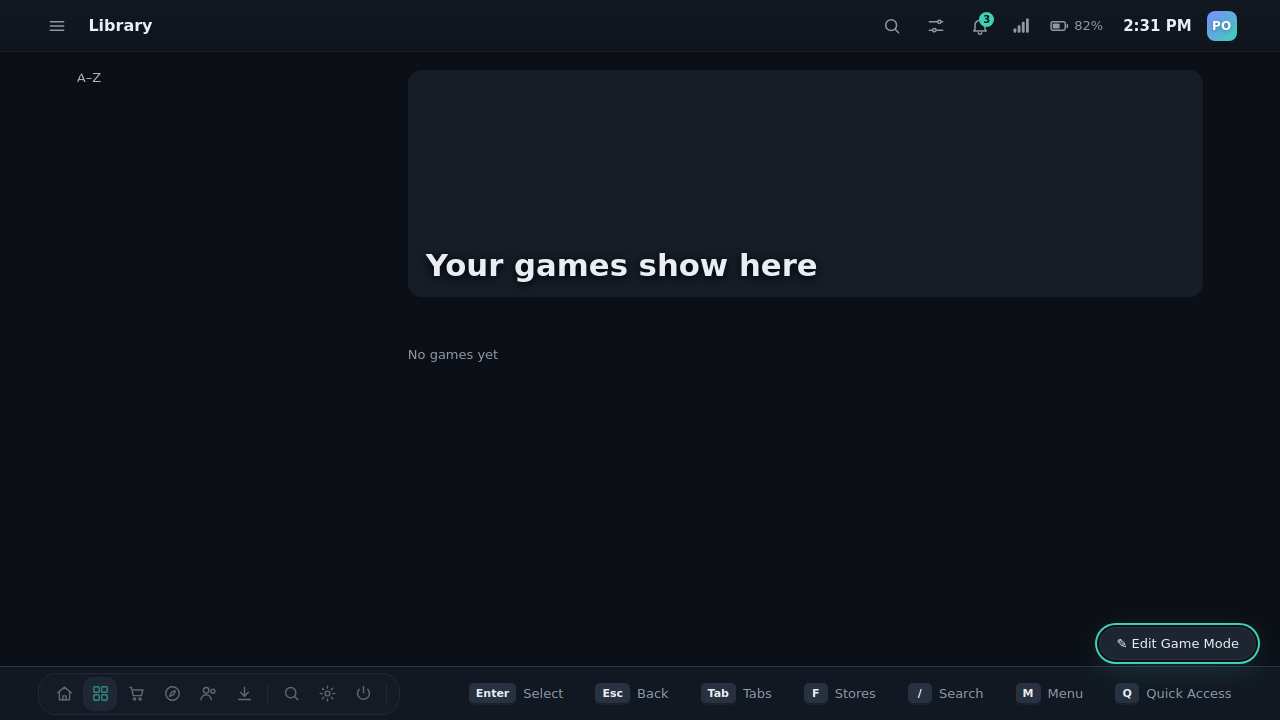 Library
3
82%
2:31 PM
PO
A–Z
Your games show here
No games yet
✎ Edit Game Mode
Enter Select
Esc Back
Tab Tabs
F Stores
/ Search
M Menu
Q Quick Access